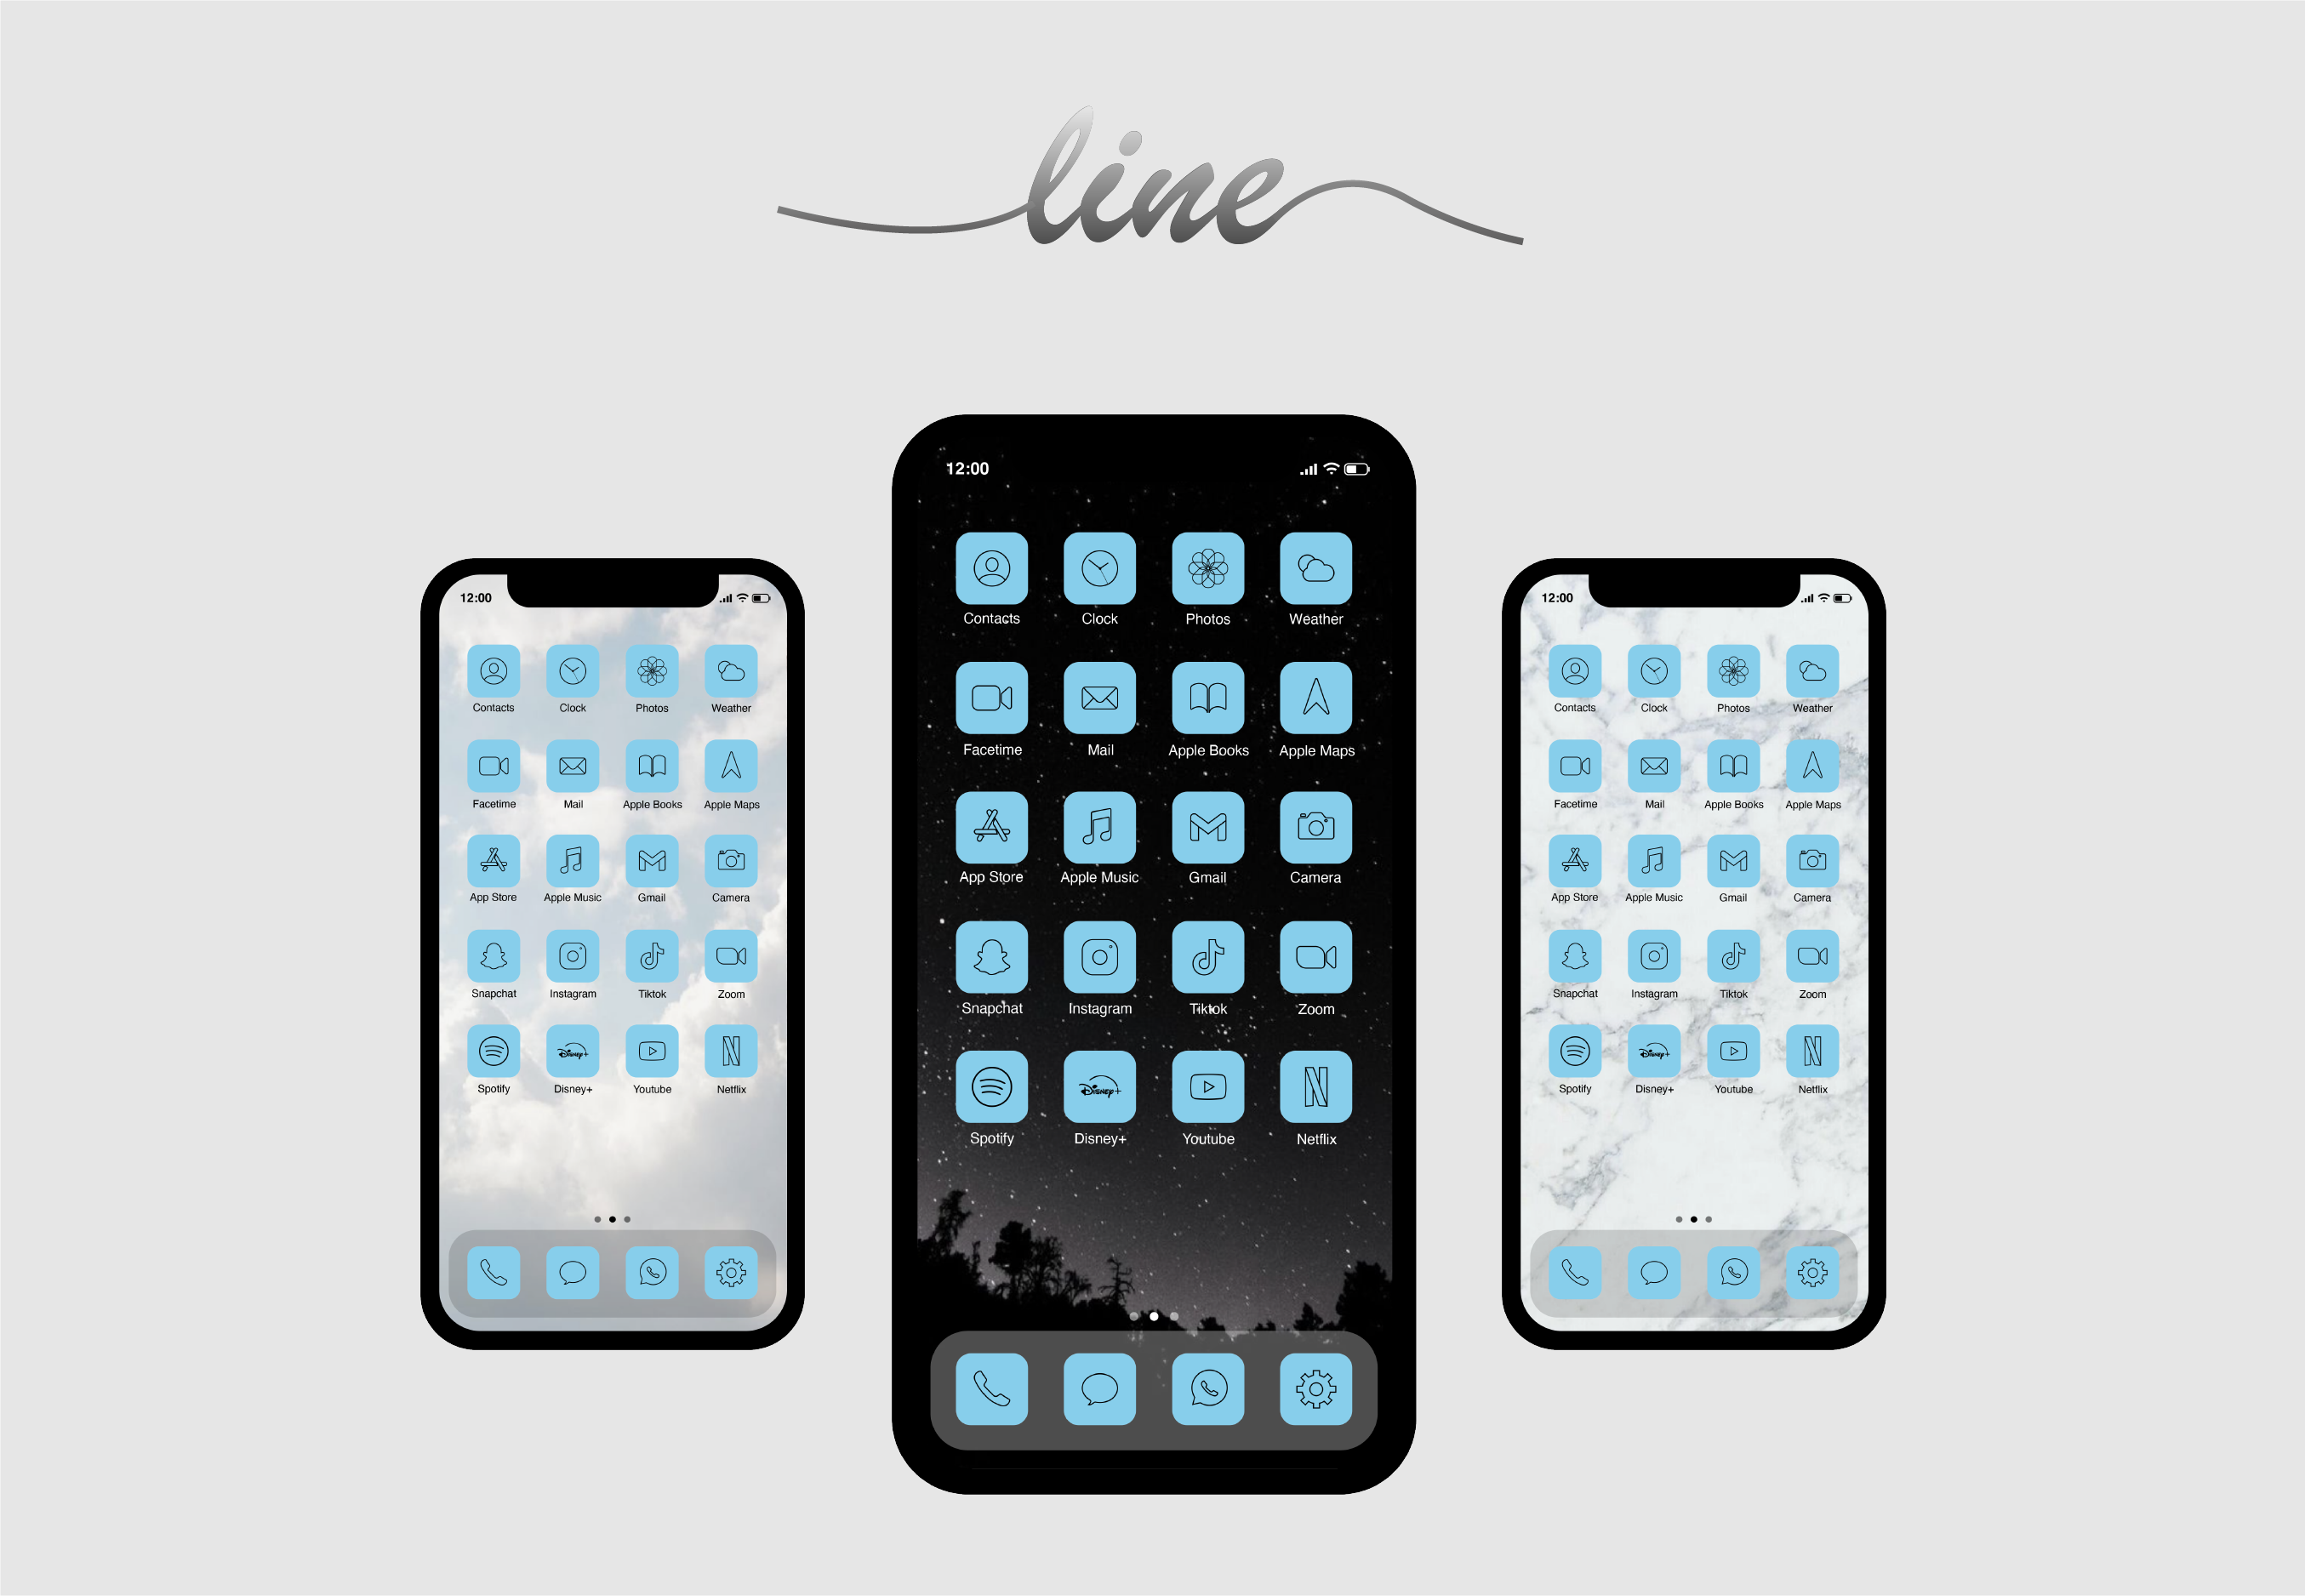 line
12:00
Contacts Clock Photos Weather
Facetime Mail Apple Books Apple Maps
App Store Apple Music Gmail Camera
Snapchat Instagram Tiktok Zoom
Disney+
Spotify Disney+ Youtube Netflix
12:00
Contacts Clock Photos Weather
Facetime Mail Apple Books Apple Maps
App Store Apple Music Gmail Camera
Snapchat Instagram Tiktok Zoom
Disney+
Spotify Disney+ Youtube Netflix
12:00
Contacts Clock Photos Weather
Facetime Mail Apple Books Apple Maps
App Store Apple Music Gmail Camera
Snapchat Instagram Tiktok Zoom
Disney+
Spotify Disney+ Youtube Netflix